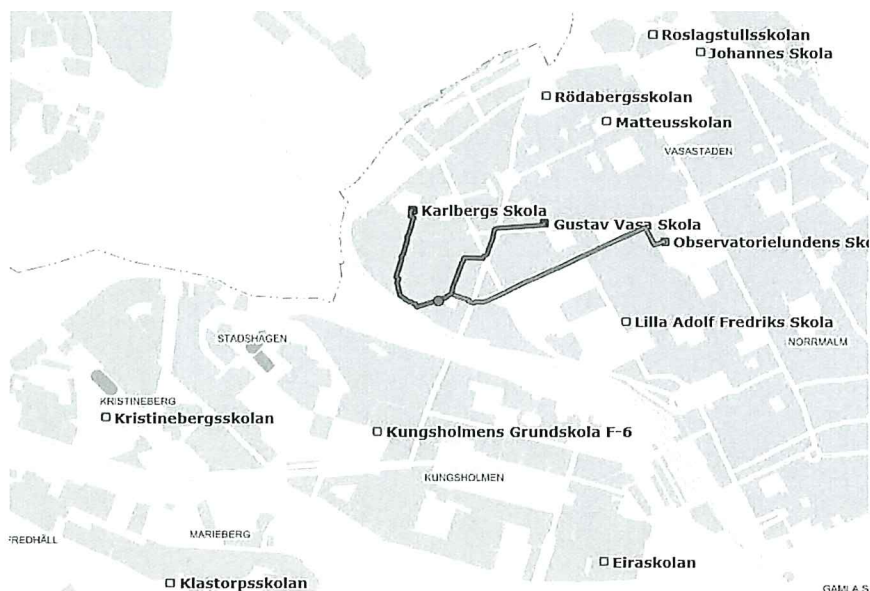 Roslagstullsskolan
Johannes Skola
Rödabergsskolan
Matteusskolan
VASASTADEN
Karlbergs Skola
Gustav Vasa Skola
Observatorielundens Sko
STADSHAGEN
Lilla Adolf Fredriks Skola
NORRMALM
KRISTINEBERG
Kristinebergsskolan
Kungsholmens Grundskola F-6
KUNGSHOLMEN
MARIEBERG
FREDHÄLL
Eiraskolan
Klastorpsskolan
GAMLA S